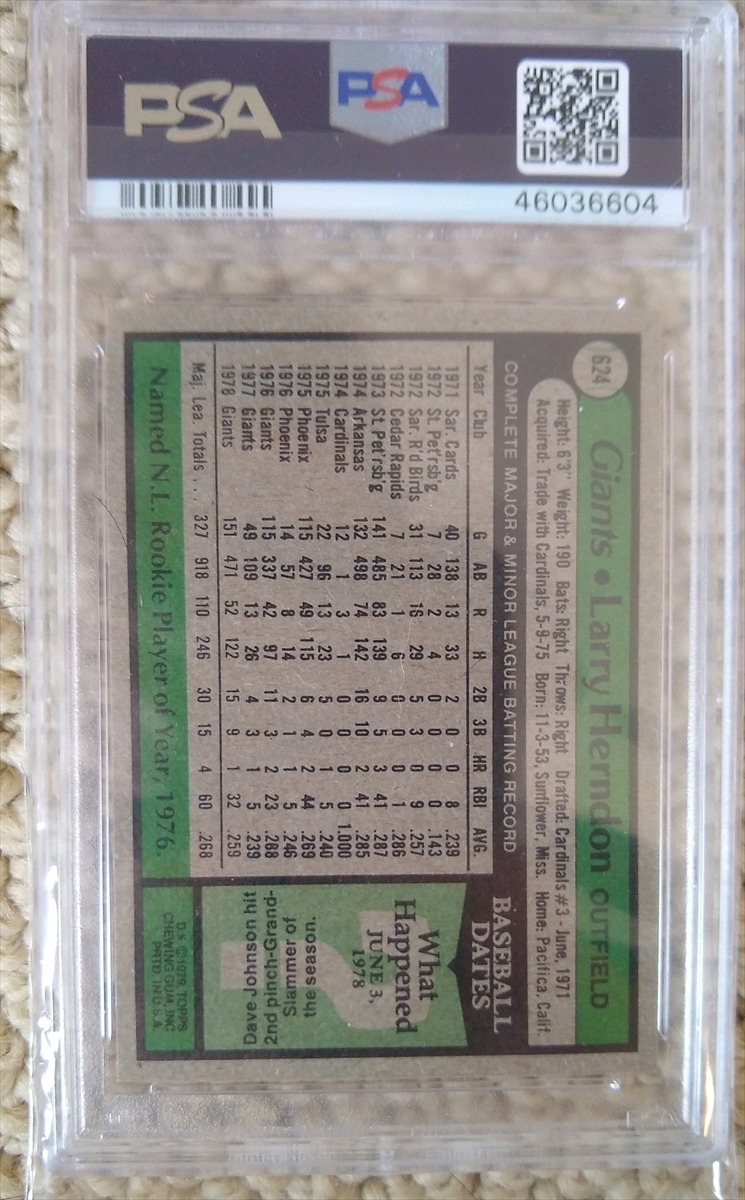 PSA
PSA
46036604
624
Giants • Larry Herndon OUTFIELD
Height: 6'3" Weight: 190 Bats: Right Throws: Right Drafted: Cardinals #3 - June, 1971
Acquired: Trade with Cardinals, 5-9-75 Born: 11-3-53, Sunflower, Miss. Home: Pacifica, Calif.
COMPLETE MAJOR & MINOR LEAGUE BATTING RECORD
Year Club G AB R H 2B 3B HR RBI AVG.
1971 Sar. Cards 40 138 13 33 2 0 0 8 .239
1972 St. Pet'rsb'g 7 28 2 4 0 0 0 0 .143
1972 Sar. R'd Birds 31 113 16 29 5 3 0 9 .257
1972 Cedar Rapids 7 21 1 6 0 0 0 1 .286
1973 St. Pet'rsb'g 141 485 83 139 9 5 3 41 .287
1974 Arkansas 132 498 74 142 16 10 2 41 .285
1974 Cardinals 12 1 3 1 0 0 0 0 1.000
1975 Tulsa 22 96 13 23 5 0 1 5 .240
1975 Phoenix 115 427 49 115 6 4 2 44 .269
1976 Phoenix 14 57 8 14 2 1 1 5 .246
1976 Giants 115 337 42 97 11 3 2 23 .288
1977 Giants 49 109 13 26 4 3 1 5 .239
1978 Giants 151 471 52 122 15 9 1 32 .259
Maj. Lea. Totals ... 327 918 110 246 30 15 4 60 .268
Named N.L. Rookie Player of Year, 1976.
BASEBALL
DATES
What
Happened
JUNE 3,
1978
Dave Johnson hit
2nd pinch-Grand-
Slammer of
the season.
D.* © 1979, TOPPS
CHEWING GUM, INC
PRTD. IN U.S.A.